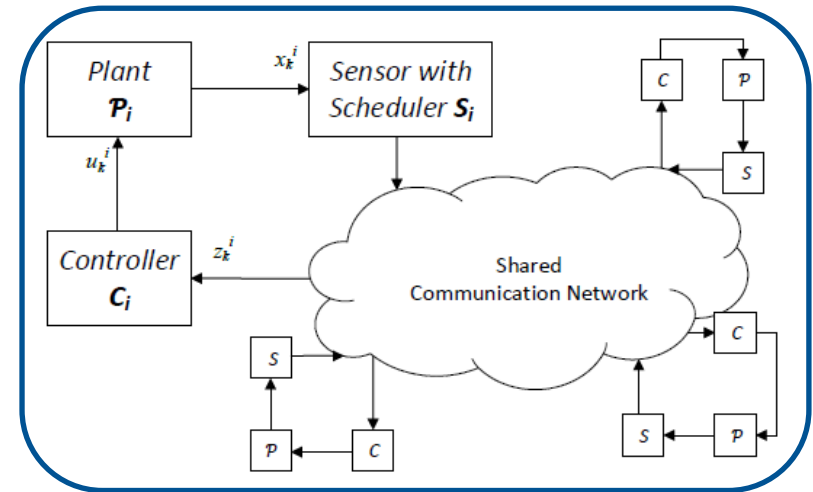 Plant
𝒫i
xₖⁱ
Sensor with
Scheduler Si
C
𝒫
S
uₖⁱ
Controller
Ci
zₖⁱ
Shared
Communication Network
C
S
𝒫
S
𝒫
C